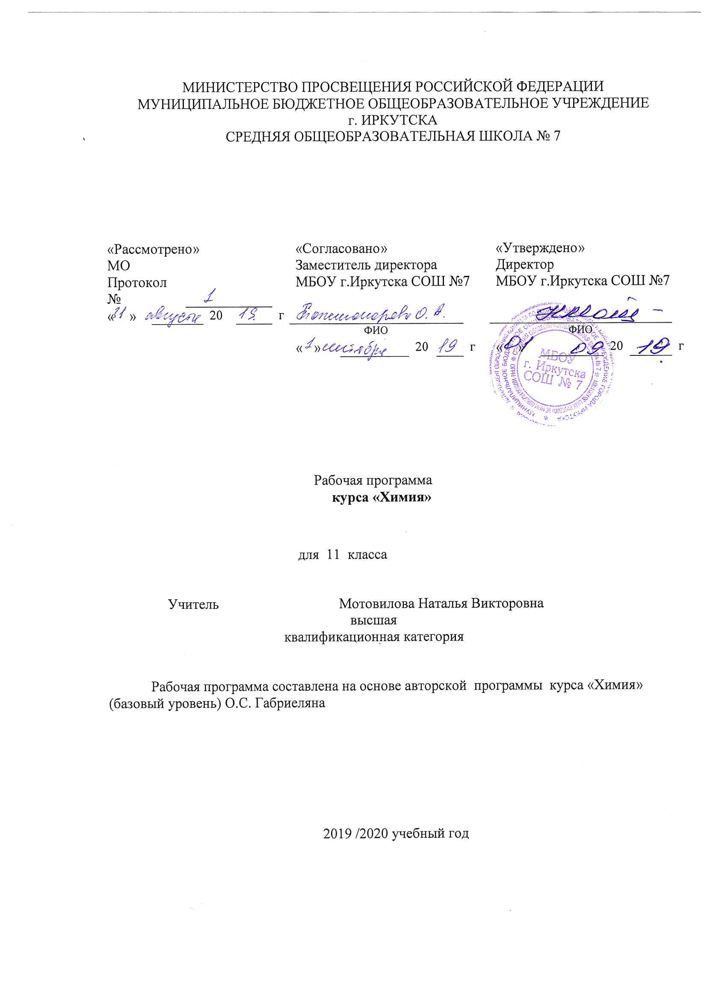 МИНИСТЕРСТВО ПРОСВЕЩЕНИЯ РОССИЙСКОЙ ФЕДЕРАЦИИ
МУНИЦИПАЛЬНОЕ БЮДЖЕТНОЕ ОБЩЕОБРАЗОВАТЕЛЬНОЕ УЧРЕЖДЕНИЕ
г. ИРКУТСКА
СРЕДНЯЯ ОБЩЕОБРАЗОВАТЕЛЬНАЯ ШКОЛА № 7
«Рассмотрено»
МО
Протокол
№ 1
«31» августа 20 19 г
«Согласовано»
Заместитель директора
МБОУ г.Иркутска СОШ №7
О. А.
ФИО
«1» сентября 20 19 г
«Утверждено»
Директор
МБОУ г.Иркутска СОШ №7
ФИО
«01» 09 20 19 г
МБОУ
г. Иркутска
СОШ № 7
Рабочая программа
курса «Химия»
для 11 класса
Учитель Мотовилова Наталья Викторовна
высшая
квалификационная категория
Рабочая программа составлена на основе авторской программы курса «Химия»
(базовый уровень) О.С. Габриеляна
2019 /2020 учебный год